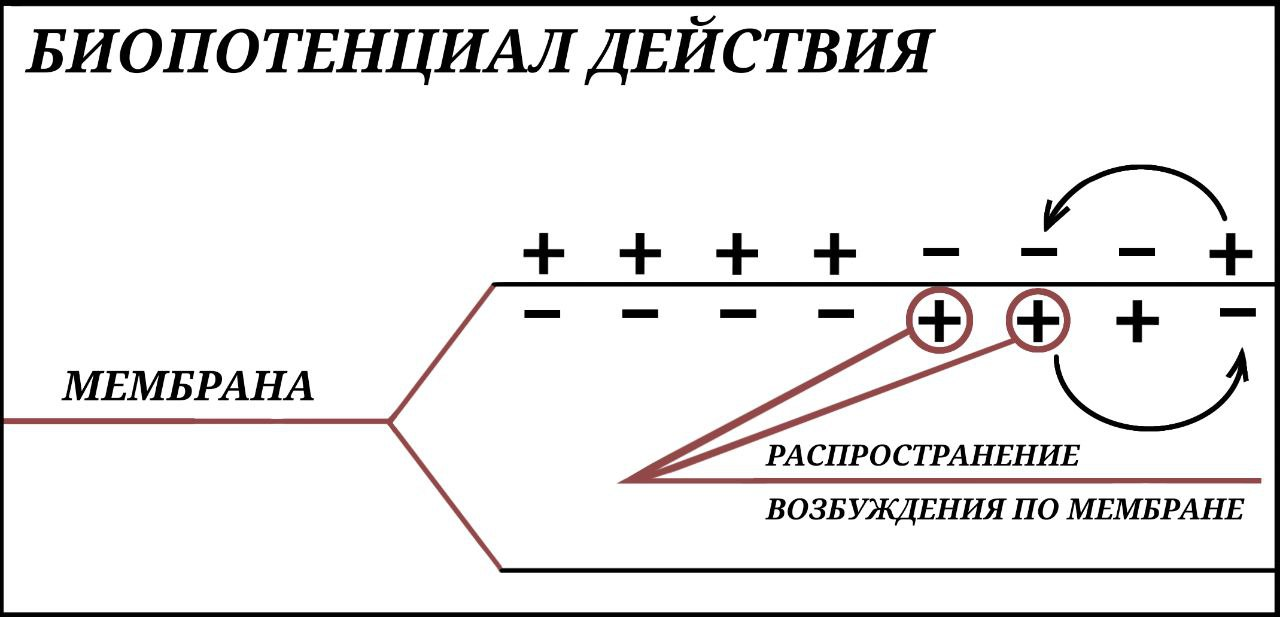 БИОПОТЕНЦИАЛ ДЕЙСТВИЯ
+ + + + − − − +
− − − − + + + −
МЕМБРАНА
РАСПРОСТРАНЕНИЕ
ВОЗБУЖДЕНИЯ ПО МЕМБРАНЕ